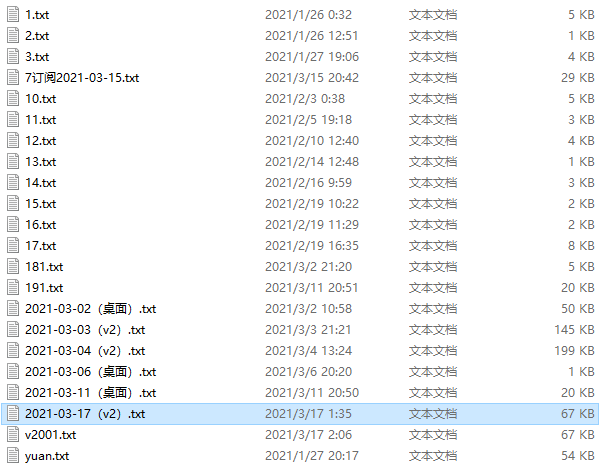 1.txt 2021/1/26 0:32 文本文档 5 KB
2.txt 2021/1/26 12:51 文本文档 1 KB
3.txt 2021/1/27 19:06 文本文档 4 KB
7订阅2021-03-15.txt 2021/3/15 20:42 文本文档 29 KB
10.txt 2021/2/3 0:38 文本文档 5 KB
11.txt 2021/2/5 19:18 文本文档 3 KB
12.txt 2021/2/10 12:40 文本文档 4 KB
13.txt 2021/2/14 12:48 文本文档 1 KB
14.txt 2021/2/16 9:59 文本文档 3 KB
15.txt 2021/2/19 10:22 文本文档 2 KB
16.txt 2021/2/19 11:29 文本文档 2 KB
17.txt 2021/2/19 16:35 文本文档 8 KB
181.txt 2021/3/2 21:20 文本文档 5 KB
191.txt 2021/3/11 20:51 文本文档 20 KB
2021-03-02（桌面）.txt 2021/3/2 10:58 文本文档 50 KB
2021-03-03（v2）.txt 2021/3/3 21:21 文本文档 145 KB
2021-03-04（v2）.txt 2021/3/4 13:24 文本文档 199 KB
2021-03-06（桌面）.txt 2021/3/6 20:20 文本文档 1 KB
2021-03-11（桌面）.txt 2021/3/11 20:50 文本文档 20 KB
2021-03-17（v2）.txt 2021/3/17 1:35 文本文档 67 KB
v2001.txt 2021/3/17 2:06 文本文档 67 KB
yuan.txt 2021/1/27 20:17 文本文档 54 KB